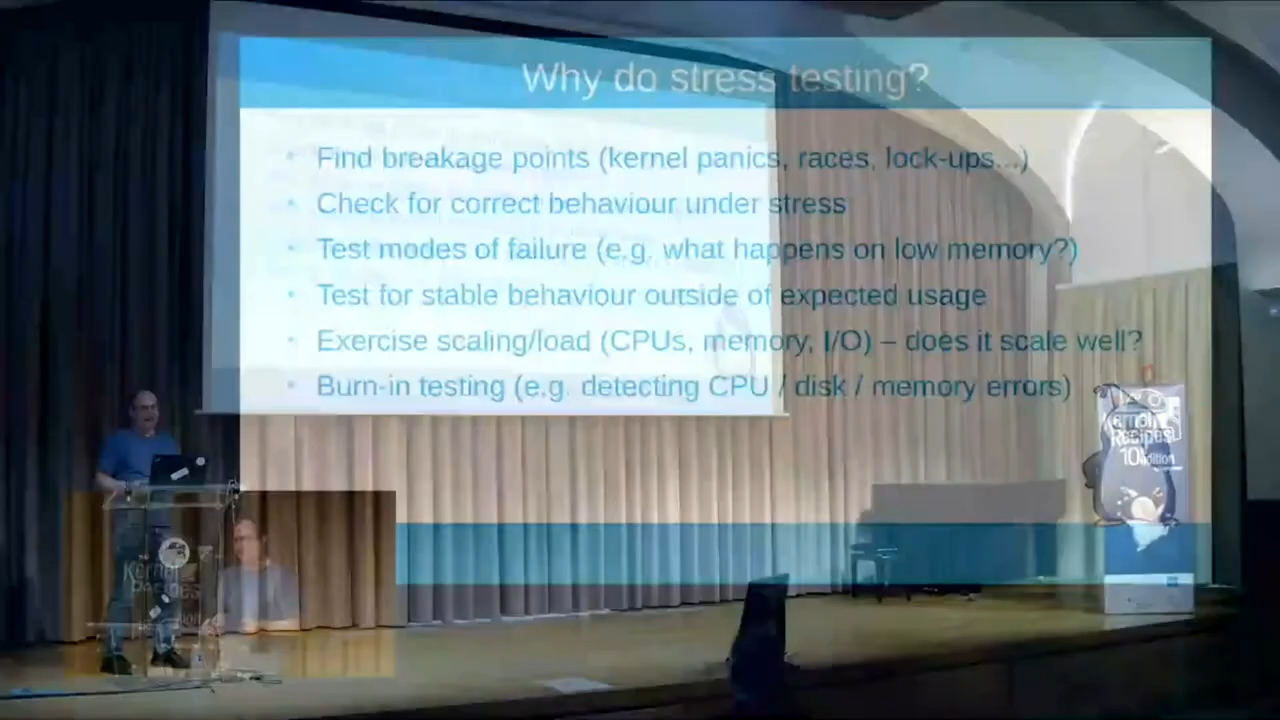 Why do stress testing?
Find breakage points (kernel panics, races, lock-ups...)
Check for correct behaviour under stress
Test modes of failure (e.g. what happens on low memory?)
Test for stable behaviour outside of expected usage
Exercise scaling/load (CPUs, memory, I/O) – does it scale well?
Burn-in testing (e.g. detecting CPU / disk / memory errors)
Kernel
Recipes
Recipes
10